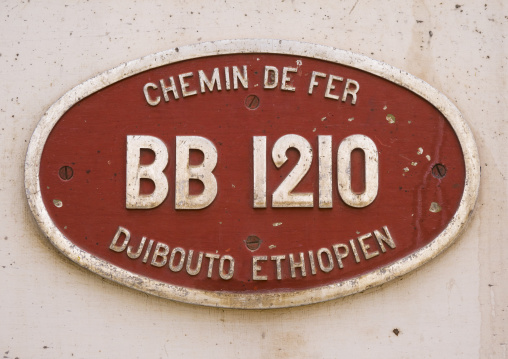 CHEMIN DE FER
BB 1210
DJIBOUTO ETHIOPIEN